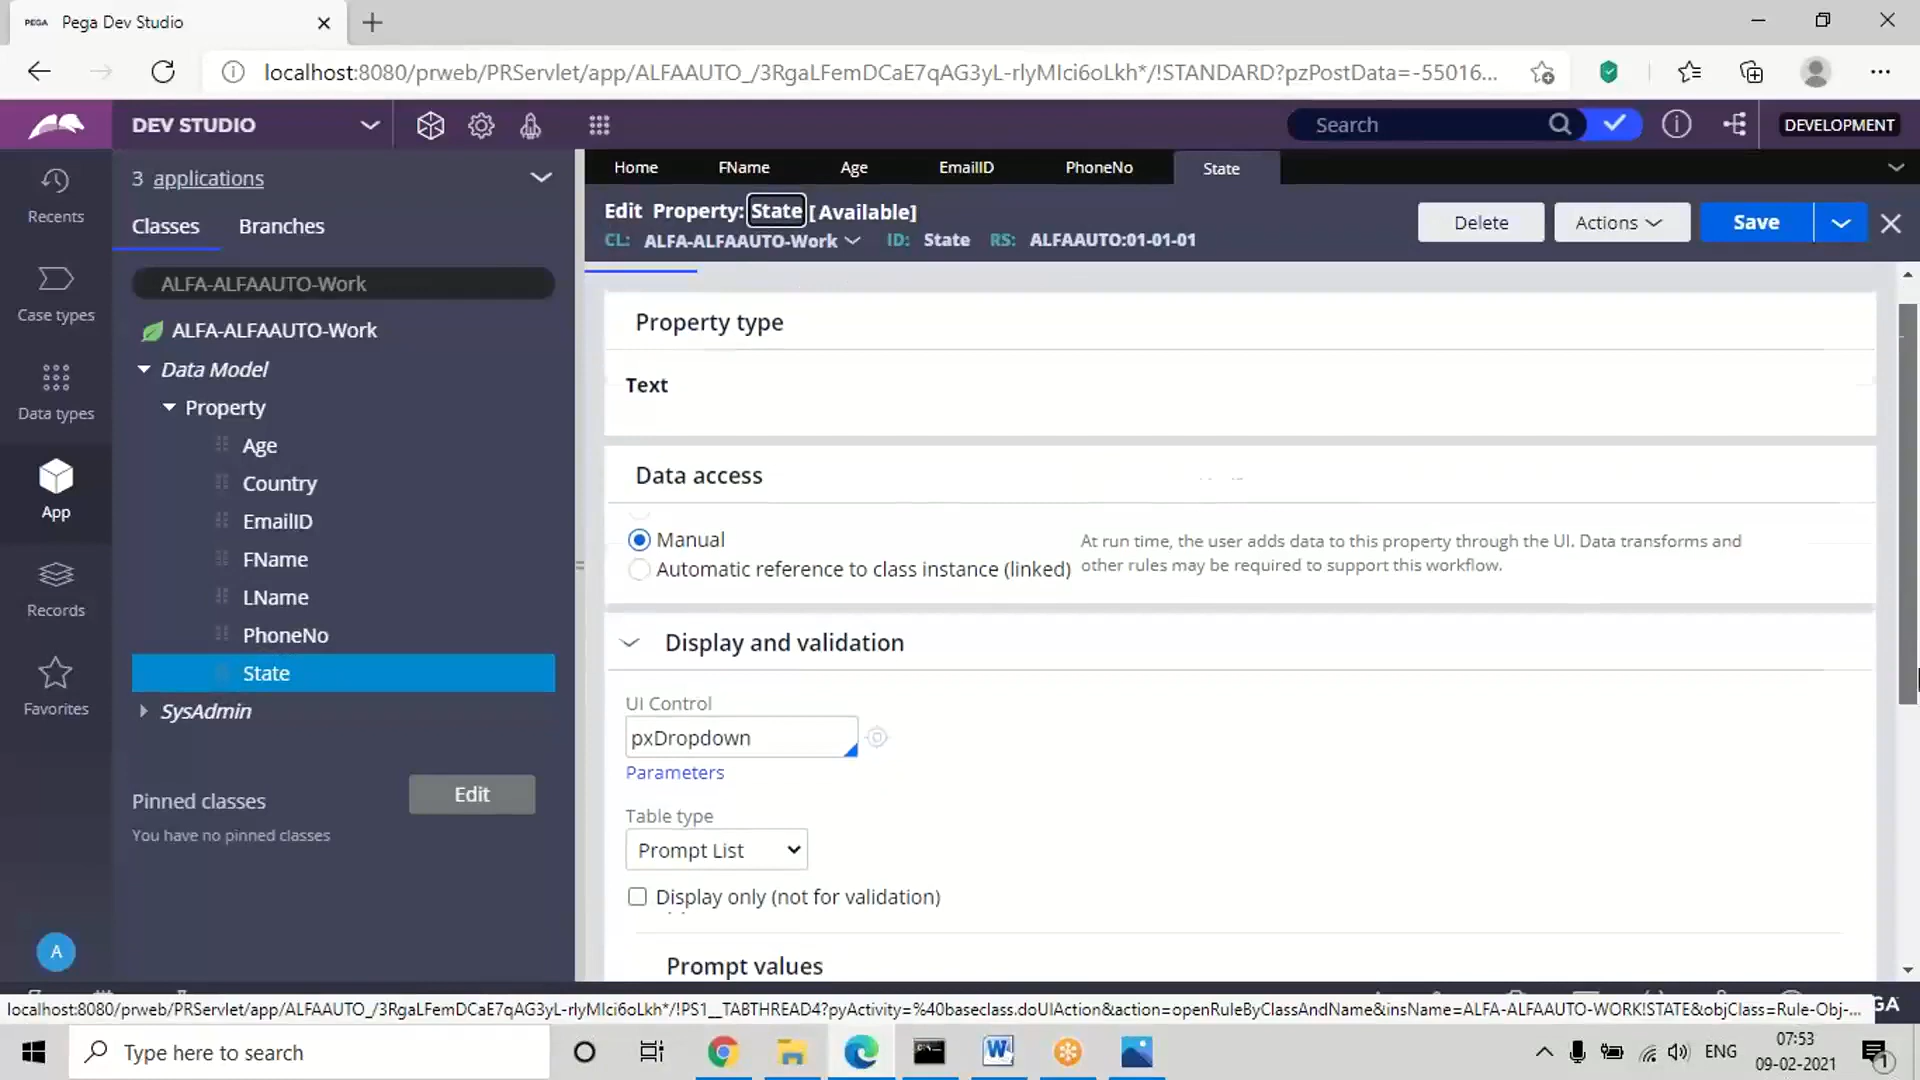 PEGA Pega Dev Studio
localhost:8080/prweb/PRServlet/app/ALFAAUTO_/3RgaLFemDCaE7qAG3yL-rlyMIci6oLkh*/!STANDARD?pzPostData=-55016...
DEV STUDIO
Search
DEVELOPMENT
Recents
Case types
Data types
App
Records
Favorites
A
3 applications
Classes Branches
ALFA-ALFAAUTO-Work
ALFA-ALFAAUTO-Work
Data Model
Property
Age
Country
EmailID
FName
LName
PhoneNo
State
SysAdmin
Pinned classes Edit
You have no pinned classes
Home FName Age EmailID PhoneNo State
Edit Property: State [Available]
CL: ALFA-ALFAAUTO-Work ID: State RS: ALFAAUTO:01-01-01
Delete Actions Save
Property type
Text
Data access
Manual
Automatic reference to class instance (linked)
At run time, the user adds data to this property through the UI. Data transforms and
other rules may be required to support this workflow.
Display and validation
UI Control
pxDropdown
Parameters
Table type
Prompt List
Display only (not for validation)
Prompt values
localhost:8080/prweb/PRServlet/app/ALFAAUTO_/3RgaLFemDCaE7qAG3yL-rlyMIci6oLkh*/!PS1__TABTHREAD4?pyActivity=%40baseclass.doUIAction&action=openRuleByClassAndName&insName=ALFA-ALFAAUTO-WORK!STATE&objClass=Rule-Obj-...
GA
Type here to search
ENG
07:53
09-02-2021
1